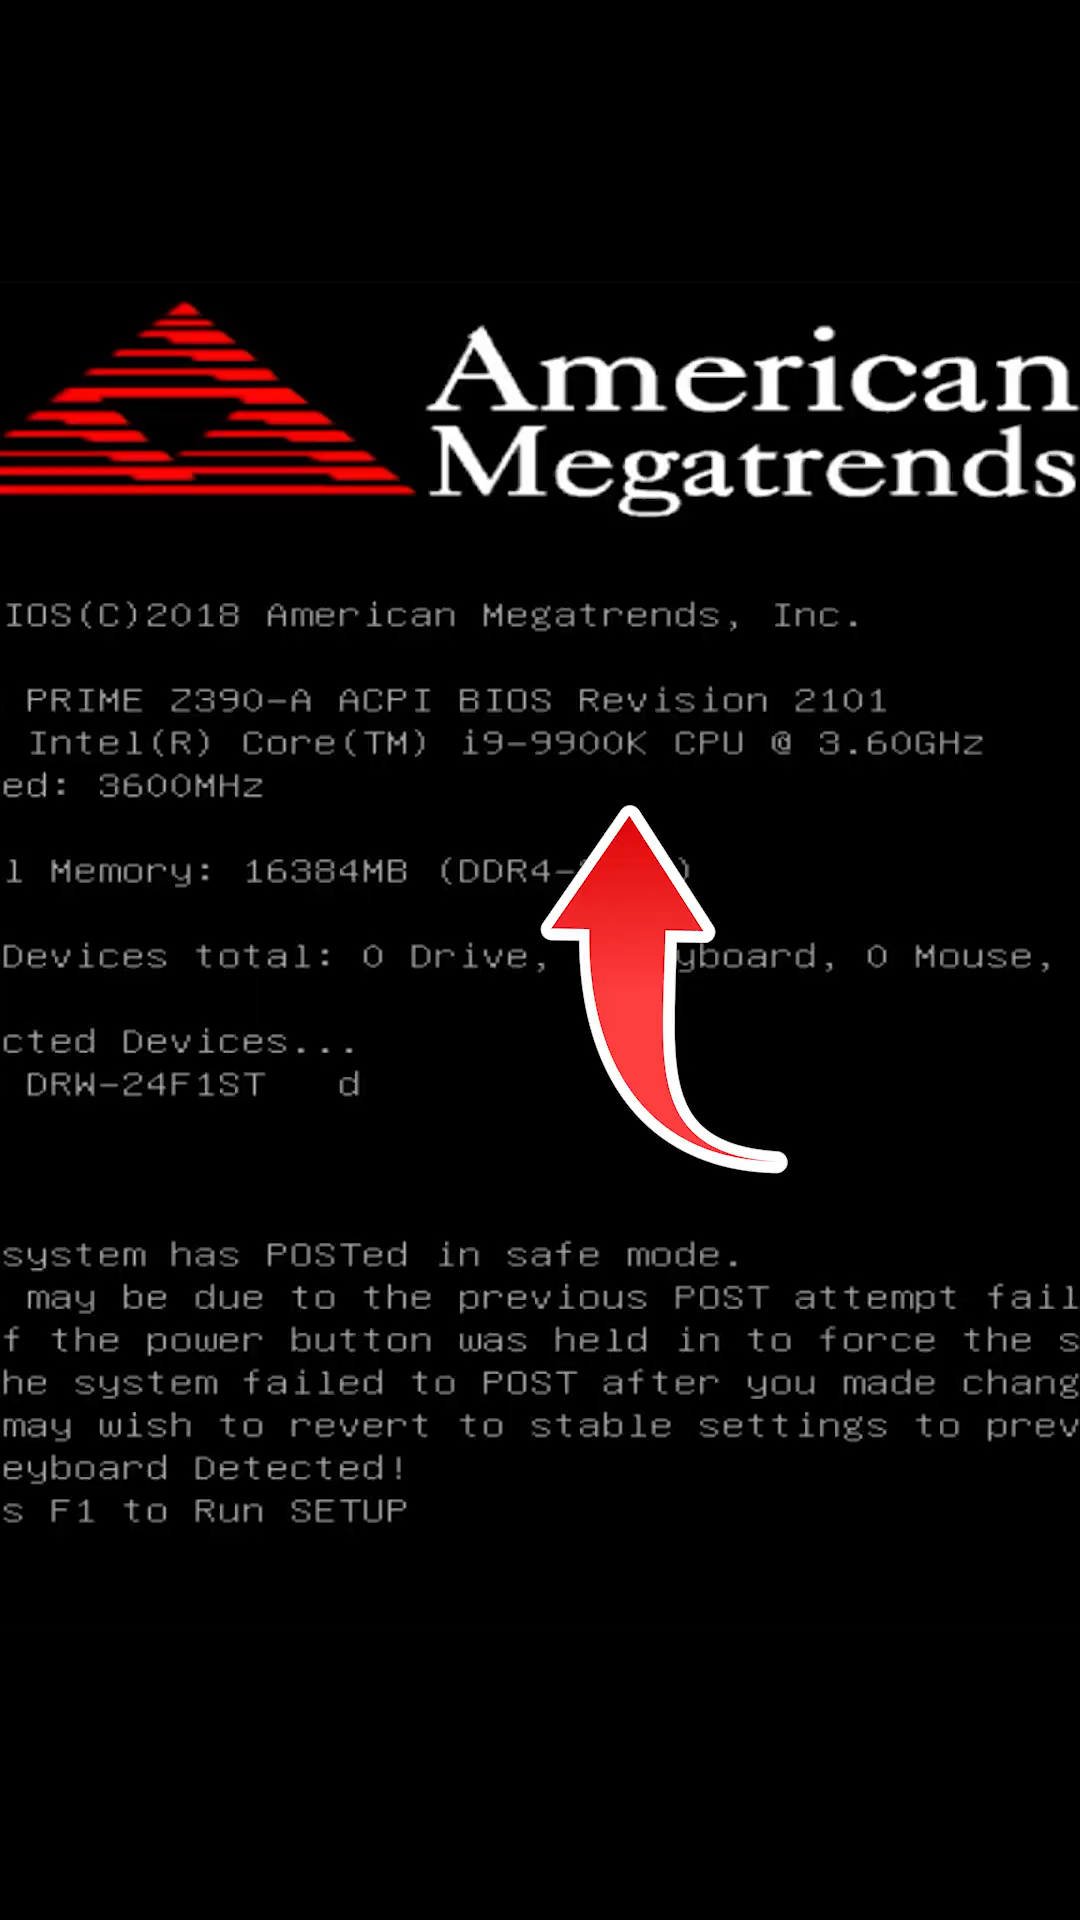 American
Megatrends
IOS(C)2018 American Megatrends, Inc.
PRIME Z390-A ACPI BIOS Revision 2101
Intel(R) Core(TM) i9-9900K CPU @ 3.60GHz
ed: 3600MHz
l Memory: 16384MB (DDR4-
Devices total: 0 Drive, yboard, 0 Mouse,
cted Devices...
DRW-24F1ST d
system has POSTed in safe mode.
may be due to the previous POST attempt fail
f the power button was held in to force the s
he system failed to POST after you made chang
may wish to revert to stable settings to prev
eyboard Detected!
s F1 to Run SETUP